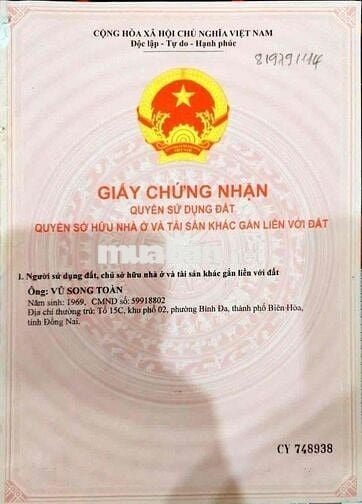 CỘNG HÒA XÃ HỘI CHỦ NGHĨA VIỆT NAM
Độc lập - Tự do - Hạnh phúc
VIỆT NAM
GIẤY CHỨNG NHẬN
QUYỀN SỬ DỤNG ĐẤT
QUYỀN SỞ HỮU NHÀ Ở VÀ TÀI SẢN KHÁC GẮN LIỀN VỚI ĐẤT
muaban.net
I. Người sử dụng đất, chủ sở hữu nhà ở và tài sản khác gắn liền với đất
Ông: VŨ SONG TOÀN
Năm sinh: 1969, CMND số: 59918802
Địa chỉ thường trú: Tổ 15C, khu phố 02, phường Bình Đa, thành phố Biên Hòa,
tỉnh Đồng Nai.
CY 748938